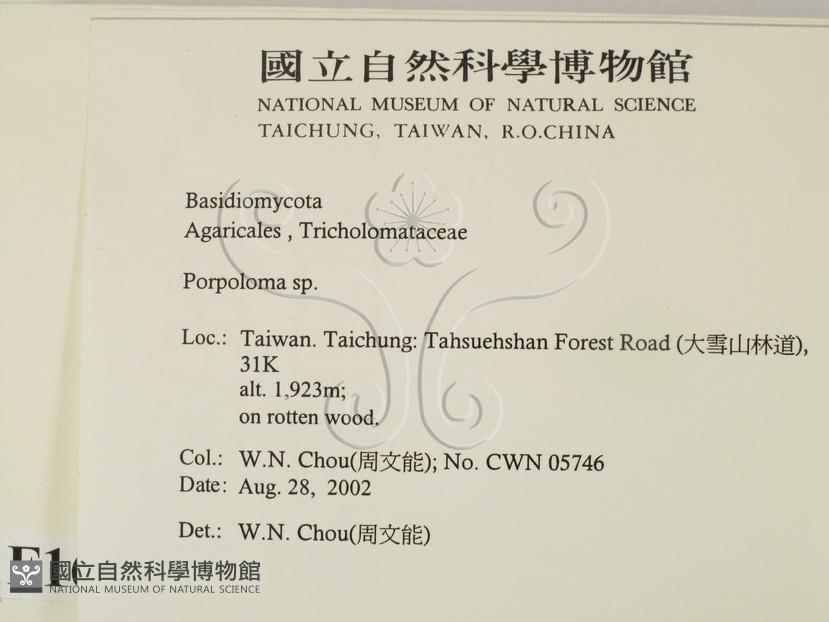 國立自然科學博物館
NATIONAL MUSEUM OF NATURAL SCIENCE
TAICHUNG, TAIWAN, R.O.CHINA
Basidiomycota
Agaricales , Tricholomataceae
Porpoloma sp.
Loc.: Taiwan. Taichung: Tahsuehshan Forest Road (大雪山林道),
31K
alt. 1,923m;
on rotten wood.
Col.: W.N. Chou(周文能); No. CWN 05746
Date: Aug. 28, 2002
Det.: W.N. Chou(周文能)
國立自然科學博物館
NATIONAL MUSEUM OF NATURAL SCIENCE